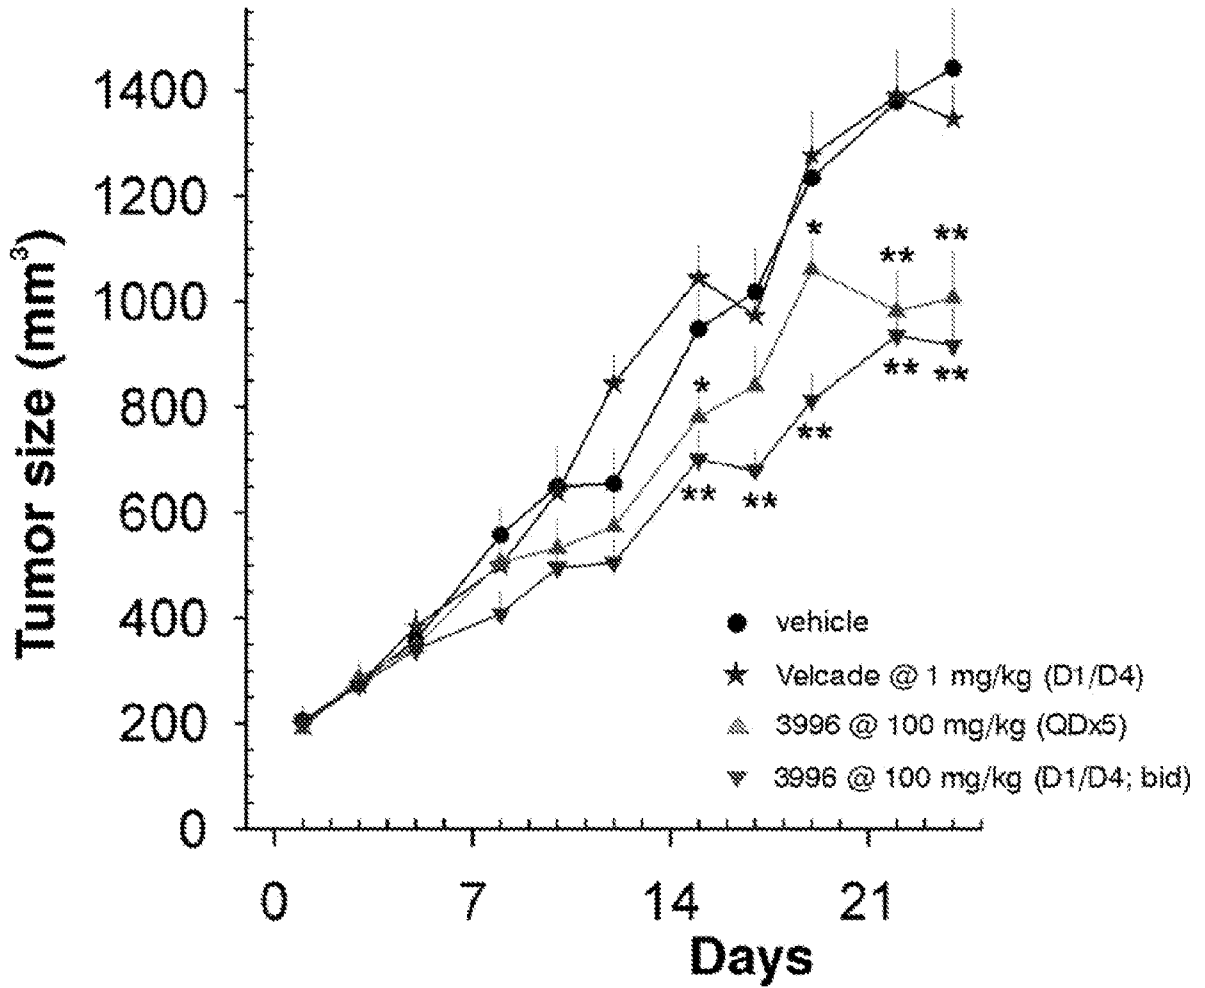 Tumor size (mm3)
1400
1200
1000
800
600
400
200
0
*
**
**
*
**
**
**
**
**
vehicle
Velcade @ 1 mg/kg (D1/D4)
3996 @ 100 mg/kg (QDx5)
3996 @ 100 mg/kg (D1/D4; bid)
0 7 14 21
Days